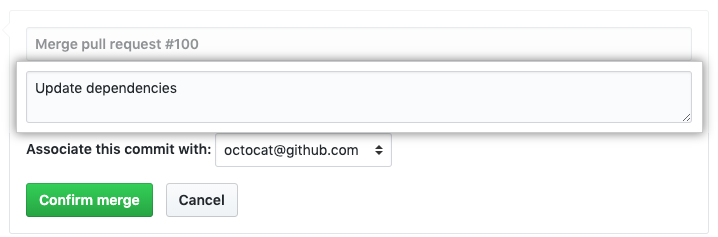 Merge pull request #100
Update dependencies
Associate this commit with: octocat@github.com
Confirm merge Cancel